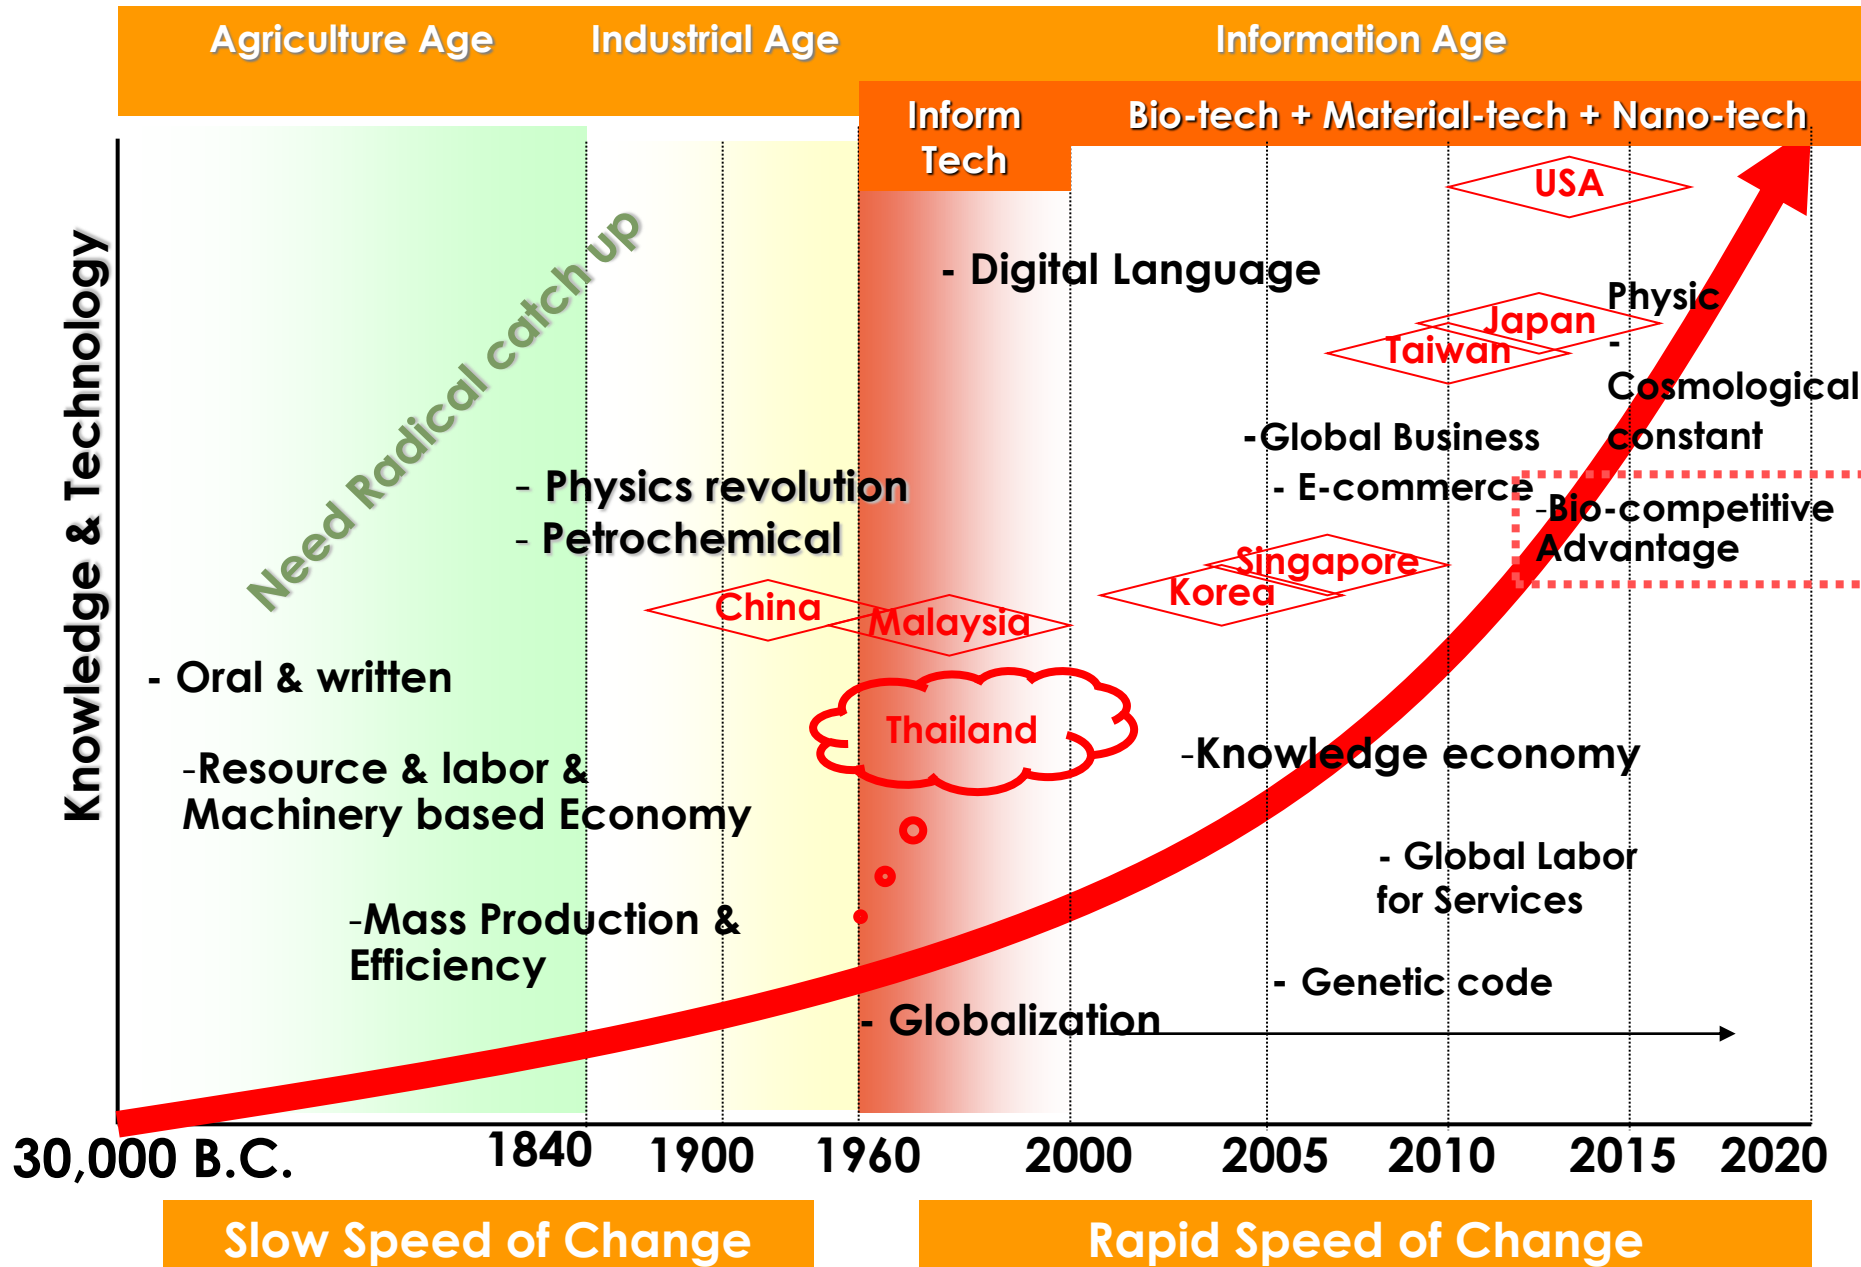 Agriculture Age
Industrial Age
Information Age
Inform
Tech
Bio-tech + Material-tech + Nano-tech
USA
Need Radical catch up
- Digital Language
Physic
-
Cosmological
constant
Japan
Taiwan
-Global Business
- E-commerce
- Physics revolution
- Petrochemical
-Bio-competitive
Advantage
Singapore
Korea
China
Malaysia
Knowledge & Technology
- Oral & written
Thailand
-Resource & labor &
Machinery based Economy
-Knowledge economy
- Global Labor
for Services
-Mass Production &
Efficiency
- Genetic code
- Globalization
30,000 B.C.
1840
1900
1960
2000
2005
2010
2015
2020
Slow Speed of Change
Rapid Speed of Change